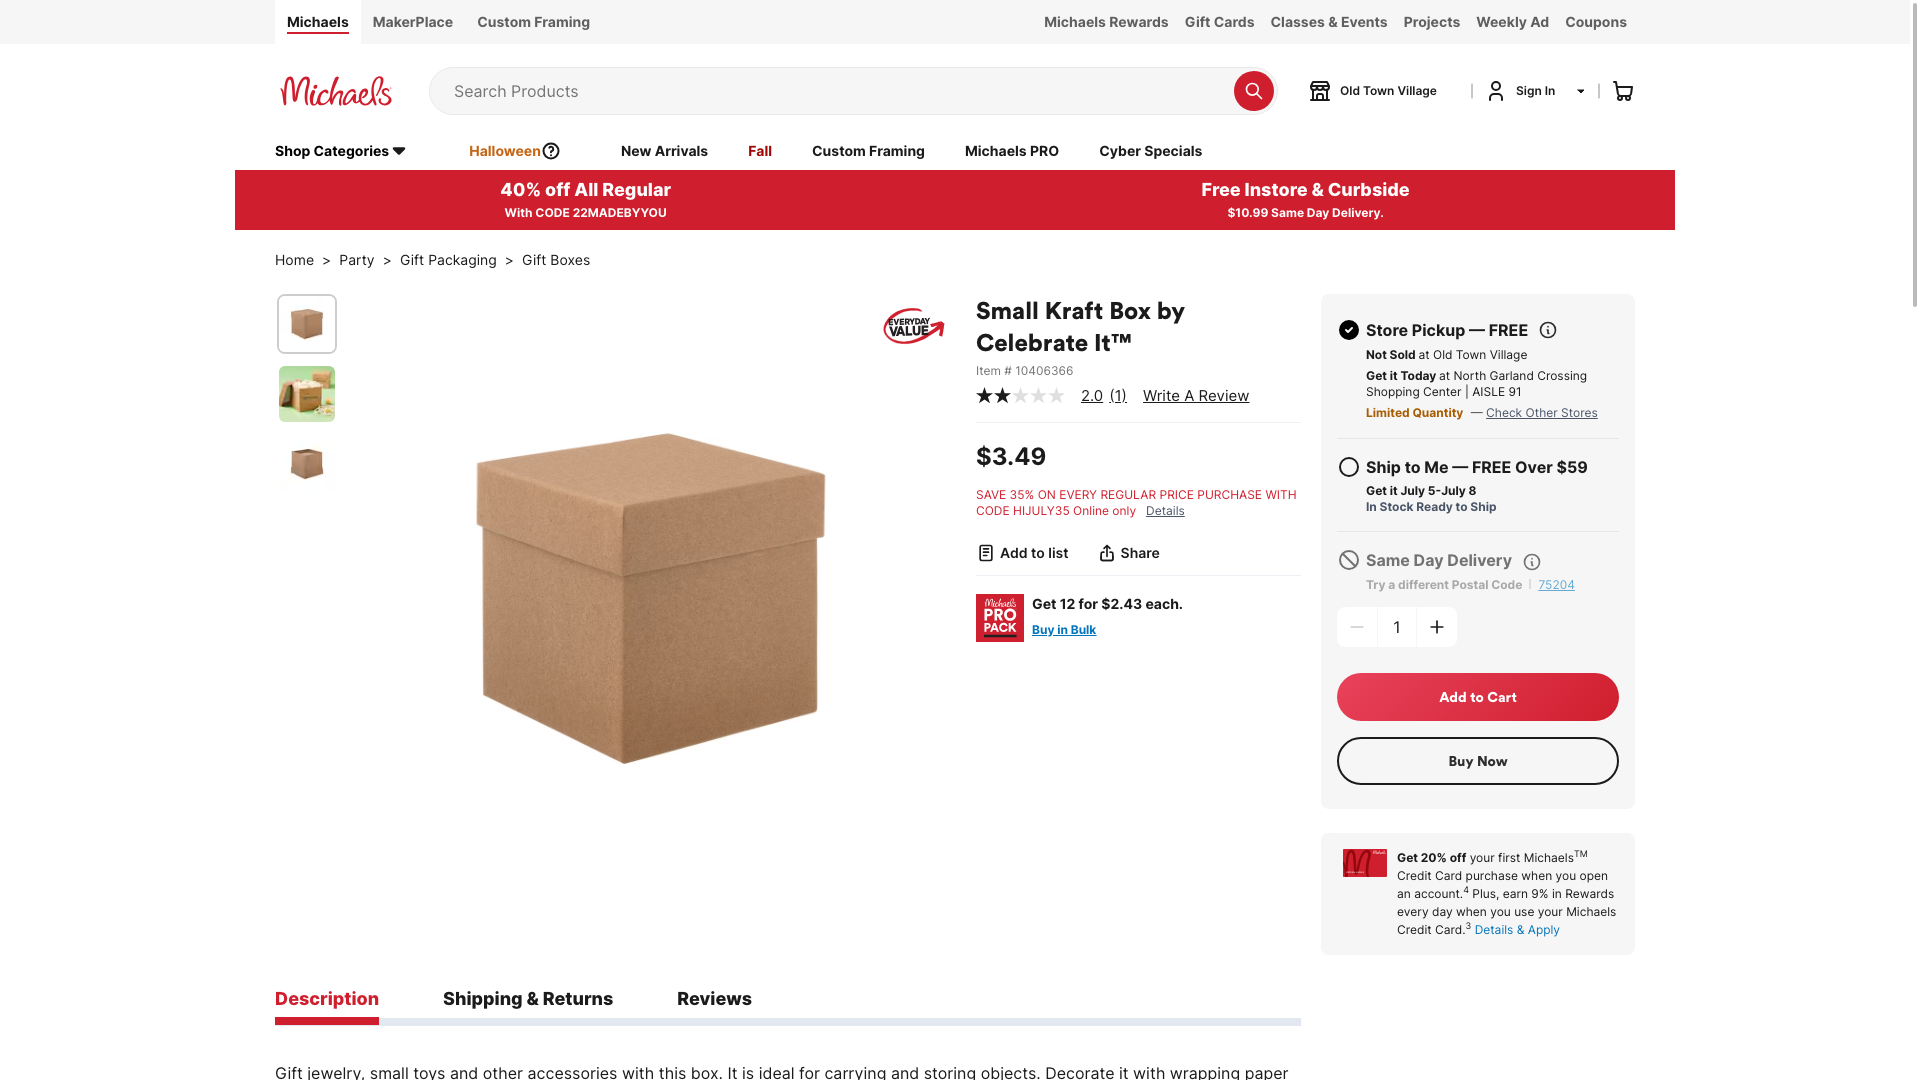 Michaels
MakerPlace
Custom Framing
Michaels Rewards
Gift Cards
Classes & Events
Projects
Weekly Ad
Coupons
Michaels
Search Products
Old Town Village
Sign In
Shop Categories
Halloween
New Arrivals
Fall
Custom Framing
Michaels PRO
Cyber Specials
40% off All Regular
With CODE 22MADEBYYOU
Free Instore & Curbside
$10.99 Same Day Delivery.
Home > Party > Gift Packaging > Gift Boxes
EVERYDAY
VALUE
Small Kraft Box by
Celebrate It™
Item # 10406366
2.0 (1) Write A Review
$3.49
SAVE 35% ON EVERY REGULAR PRICE PURCHASE WITH
CODE HIJULY35 Online only Details
Add to list
Share
Michaels
PRO
PACK
Get 12 for $2.43 each.
Buy in Bulk
Store Pickup — FREE
Not Sold at Old Town Village
Get it Today at North Garland Crossing
Shopping Center | AISLE 91
Limited Quantity — Check Other Stores
Ship to Me — FREE Over $59
Get it July 5-July 8
In Stock Ready to Ship
Same Day Delivery
Try a different Postal Code | 75204
1
Add to Cart
Buy Now
Get 20% off your first Michaels™
Credit Card purchase when you open
an account.⁴ Plus, earn 9% in Rewards
every day when you use your Michaels
Credit Card.³ Details & Apply
Description
Shipping & Returns
Reviews
Gift jewelry, small toys and other accessories with this box. It is ideal for carrying and storing objects. Decorate it with wrapping paper